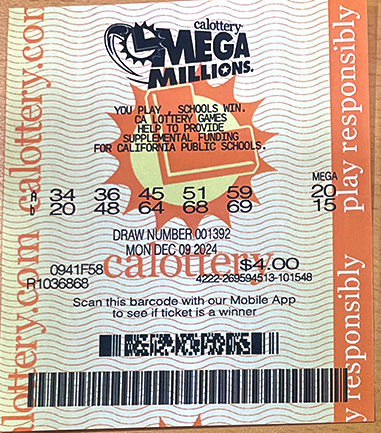 calottery
MEGA
MILLIONS.
YOU PLAY, SCHOOLS WIN.
CA LOTTERY GAMES
HELP TO PROVIDE
SUPPLEMENTAL FUNDING
FOR CALIFORNIA PUBLIC SCHOOLS.
MEGA
A 34 36 45 51 59 20
20 48 64 68 69 15
DRAW NUMBER 001392
MON DEC 09 2024
0941F58 calottery $4.00
R1036868 4222-269594513-101548
Scan this barcode with our Mobile App
to see if ticket is a winner
lottery.com calottery.com
play responsibly
y responsibly